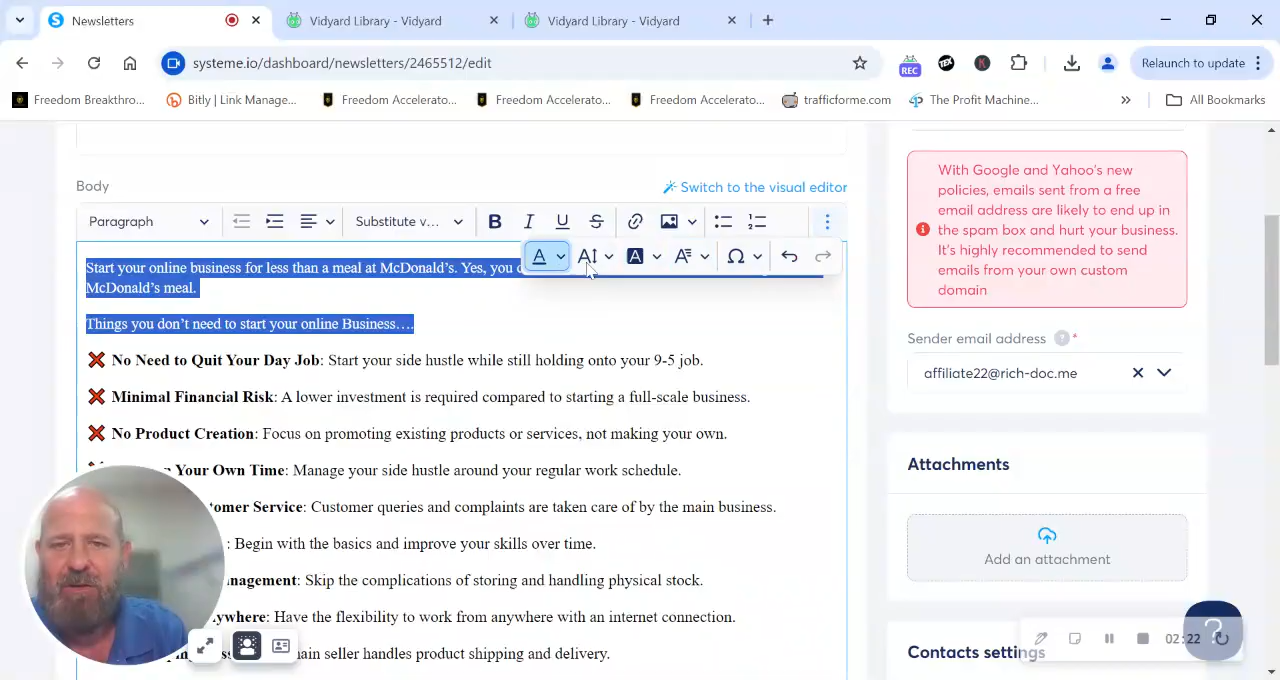 Newsletters
Vidyard Library - Vidyard
Vidyard Library - Vidyard
systeme.io/dashboard/newsletters/2465512/edit
REC
TEX
K
Relaunch to update
Freedom Breakthro...
Bitly | Link Manage...
Freedom Accelerato...
Freedom Accelerato...
Freedom Accelerato...
trafficforme.com
The Profit Machine...
All Bookmarks
Body
Switch to the visual editor
Paragraph
Substitute v...
B I U S
Start your online business for less than a meal at McDonald's. Yes, you
McDonald's meal.
Things you don't need to start your online Business….
No Need to Quit Your Day Job: Start your side hustle while still holding onto your 9-5 job.
Minimal Financial Risk: A lower investment is required compared to starting a full-scale business.
No Product Creation: Focus on promoting existing products or services, not making your own.
Your Own Time: Manage your side hustle around your regular work schedule.
tomer Service: Customer queries and complaints are taken care of by the main business.
: Begin with the basics and improve your skills over time.
nagement: Skip the complications of storing and handling physical stock.
ywhere: Have the flexibility to work from anywhere with an internet connection.
ain seller handles product shipping and delivery.
With Google and Yahoo's new
policies, emails sent from a free
email address are likely to end up in
the spam box and hurt your business.
It's highly recommended to send
emails from your own custom
domain
Sender email address ? *
affiliate22@rich-doc.me
Attachments
Add an attachment
Contacts settings
02:22